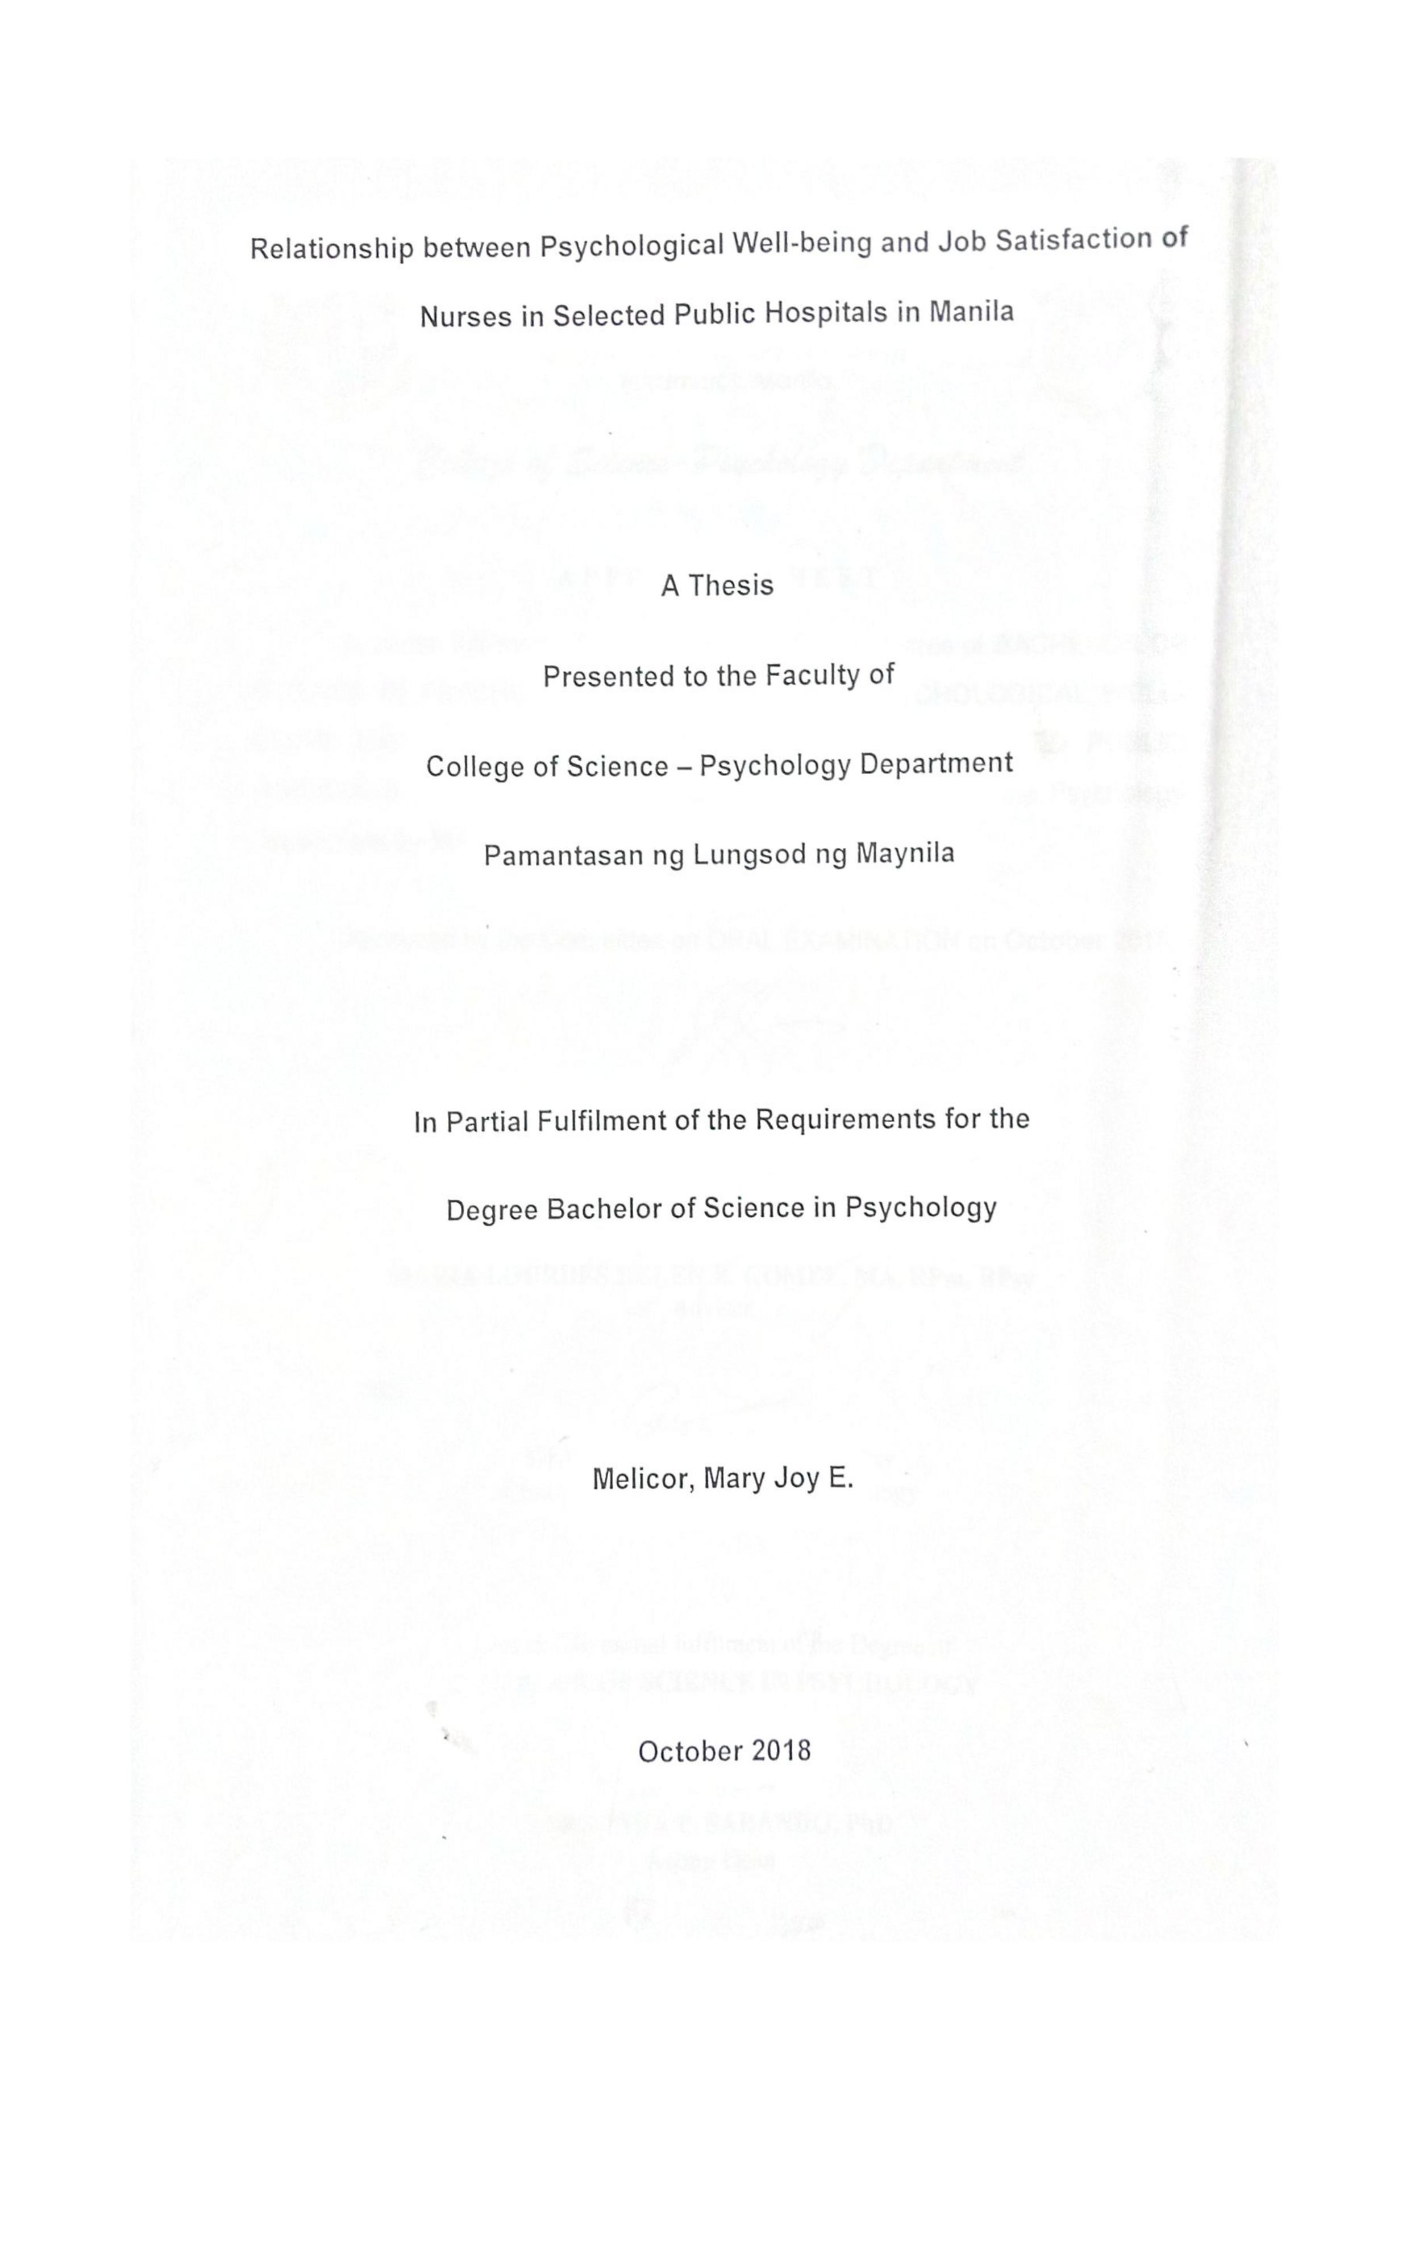 Relationship between Psychological Well-being and Job Satisfaction of
Nurses in Selected Public Hospitals in Manila
A Thesis
Presented to the Faculty of
College of Science – Psychology Department
Pamantasan ng Lungsod ng Maynila
In Partial Fulfilment of the Requirements for the
Degree Bachelor of Science in Psychology
Melicor, Mary Joy E.
October 2018